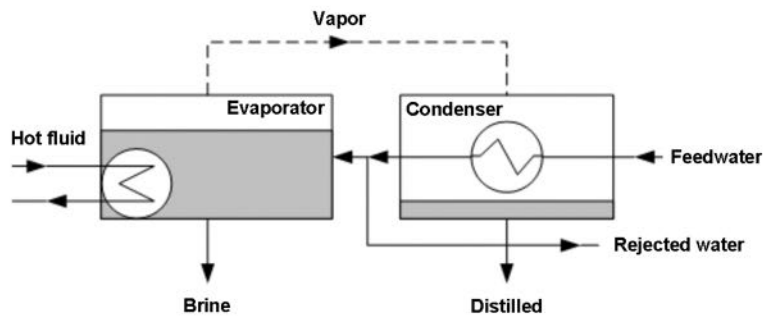 Vapor
Evaporator
Condenser
Hot fluid
Feedwater
Rejected water
Brine
Distilled